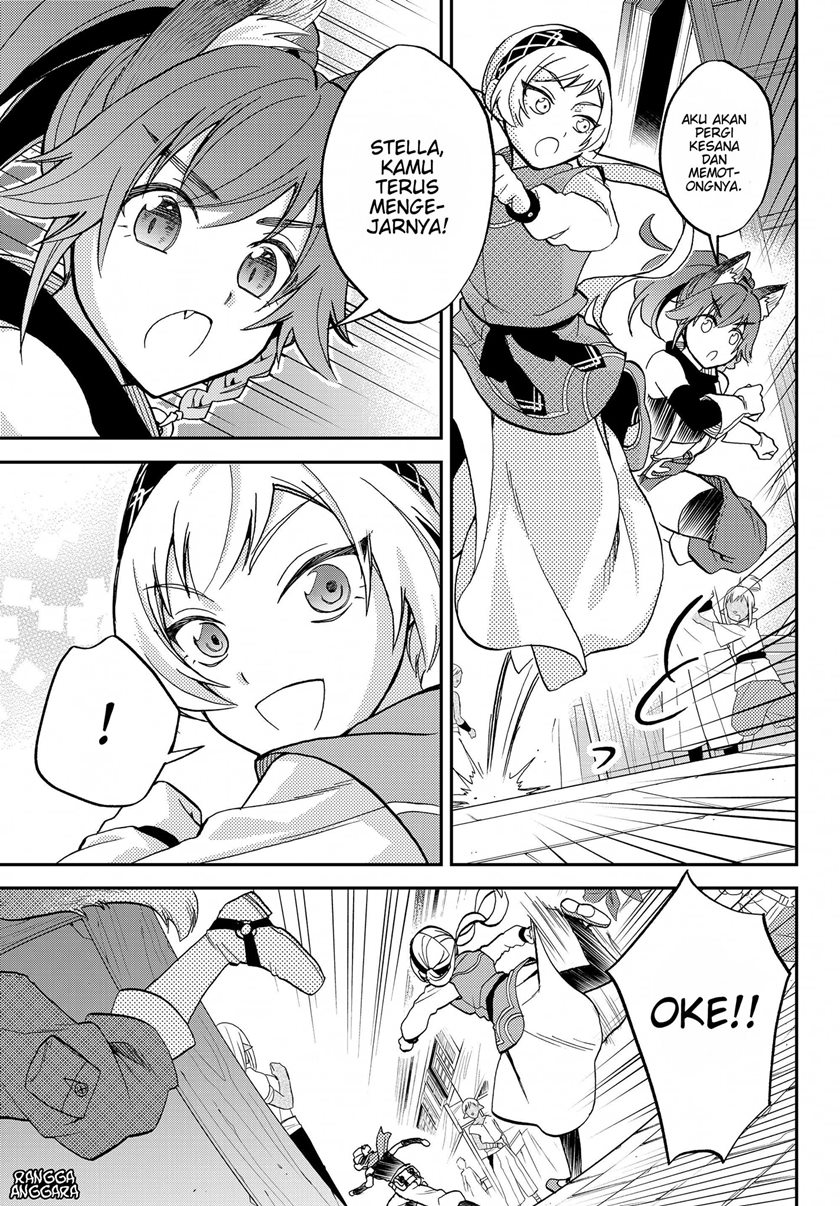 AKU AKAN
PERGI
KESANA
DAN
MEMOT-
ONGNYA.
STELLA,
KAMU
TERUS
MENGE-
JARNYA!
!
OKE!!
RANGGA
ANGGARA